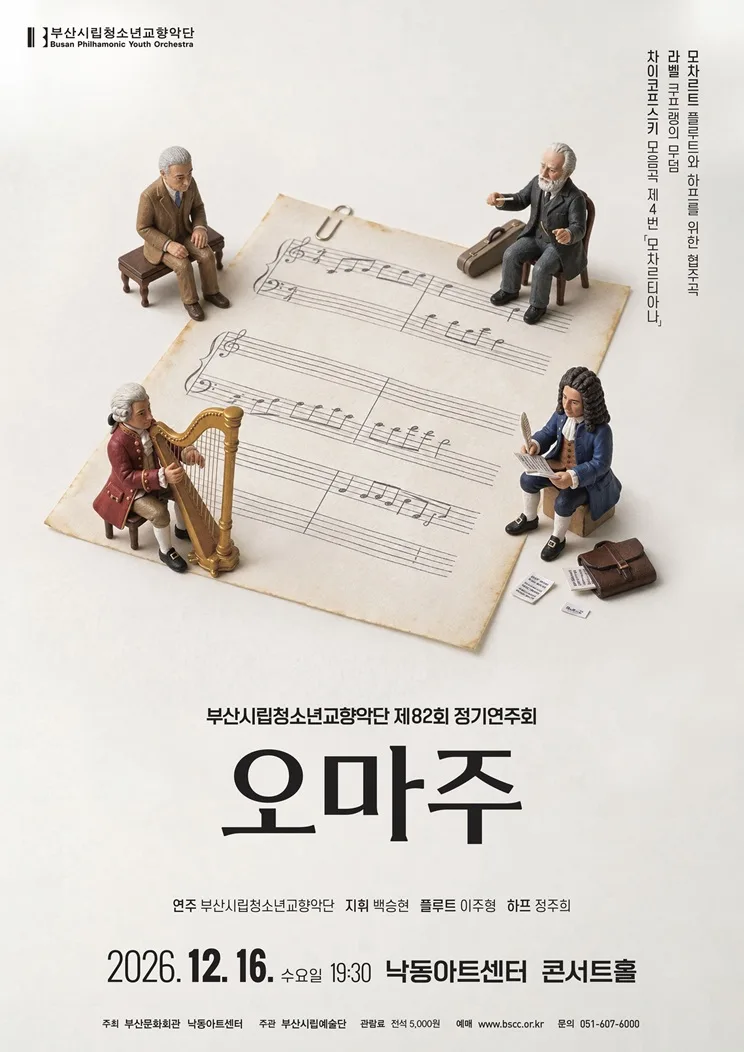 부산시립청소년교향악단
Busan Philhamonic Youth Orchestra
모차르트 플루트와 하프를 위한 협주곡
라벨 쿠프랭의 무덤
차이코프스키 모음곡 제4번 「모차르티아나」
부산시립청소년교향악단 제82회 정기연주회
오마주
연주 부산시립청소년교향악단 지휘 백승현 플루트 이주형 하프 정주희
2026. 12. 16. 수요일 19:30 낙동아트센터 콘서트홀
주최 부산문화회관 낙동아트센터 주관 부산시립예술단 관람료 전석 5,000원 예매 www.bscc.or.kr 문의 051-607-6000